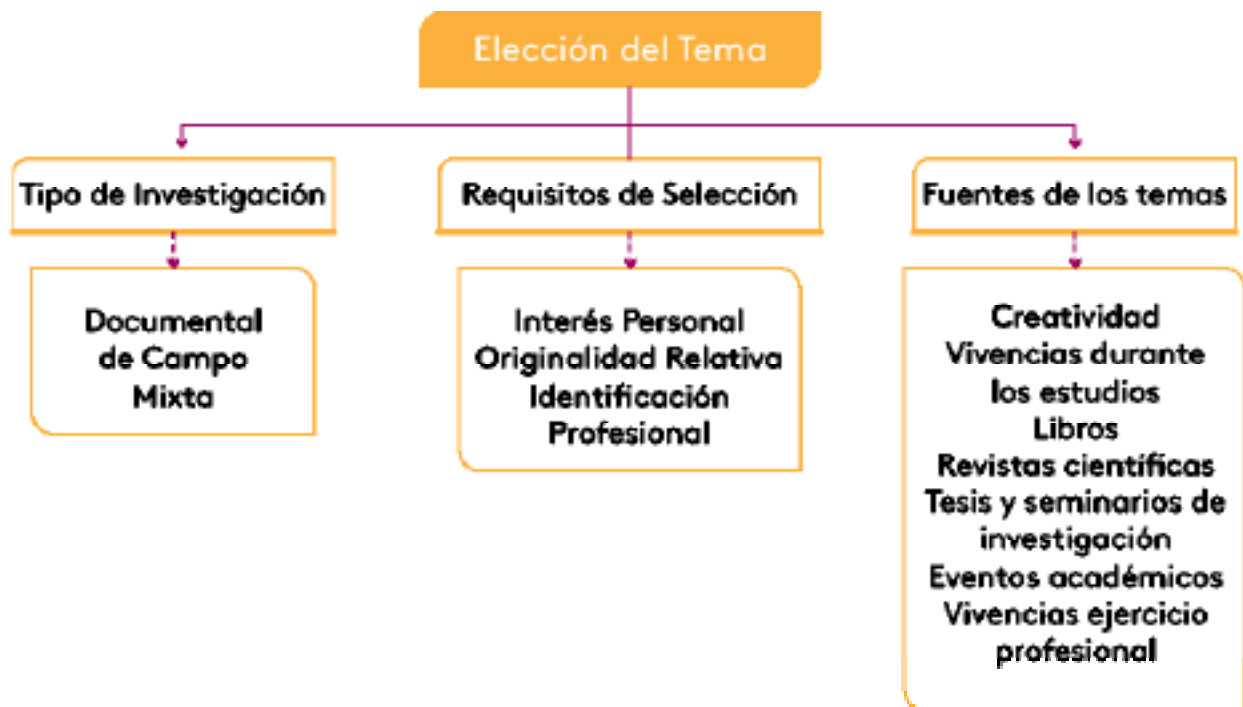 Elección del Tema
Tipo de Investigación
Documental
de Campo
Mixta
Requisitos de Selección
Interés Personal
Originalidad Relativa
Identificación
Profesional
Fuentes de los temas
Creatividad
Vivencias durante
los estudios
Libros
Revistas científicas
Tesis y seminarios de
investigación
Eventos académicos
Vivencias ejercicio
profesional